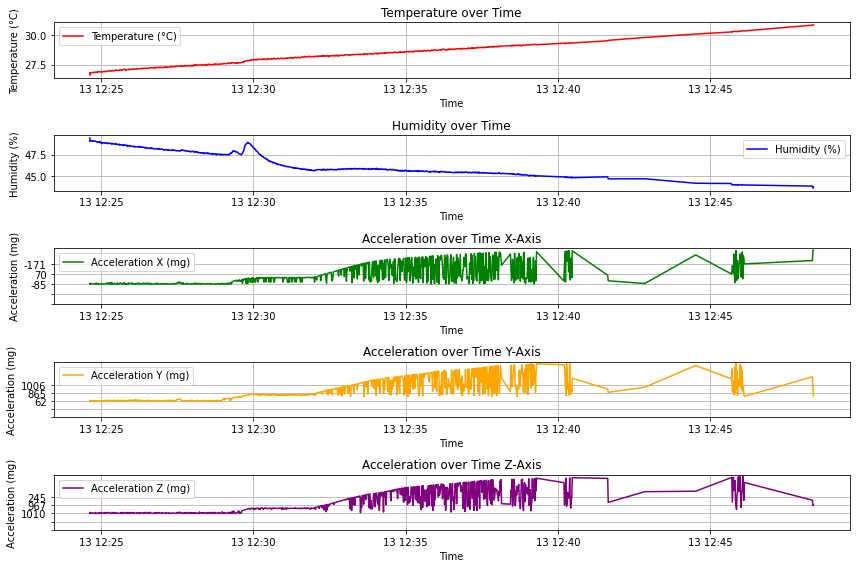 Temperature over Time
Temperature (°C)
30.0
27.5
Temperature (°C)
13 12:25
13 12:30
13 12:35
13 12:40
13 12:45
Time
Humidity over Time
Humidity (%)
47.5
45.0
Humidity (%)
13 12:25
13 12:30
13 12:35
13 12:40
13 12:45
Time
Acceleration over Time X-Axis
Acceleration (mg)
-171
70
-85
Acceleration X (mg)
13 12:25
13 12:30
13 12:35
13 12:40
13 12:45
Time
Acceleration over Time Y-Axis
Acceleration (mg)
1006
865
62
Acceleration Y (mg)
13 12:25
13 12:30
13 12:35
13 12:40
13 12:45
Time
Acceleration over Time Z-Axis
Acceleration (mg)
245
967
1010
Acceleration Z (mg)
13 12:25
13 12:30
13 12:35
13 12:40
13 12:45
Time